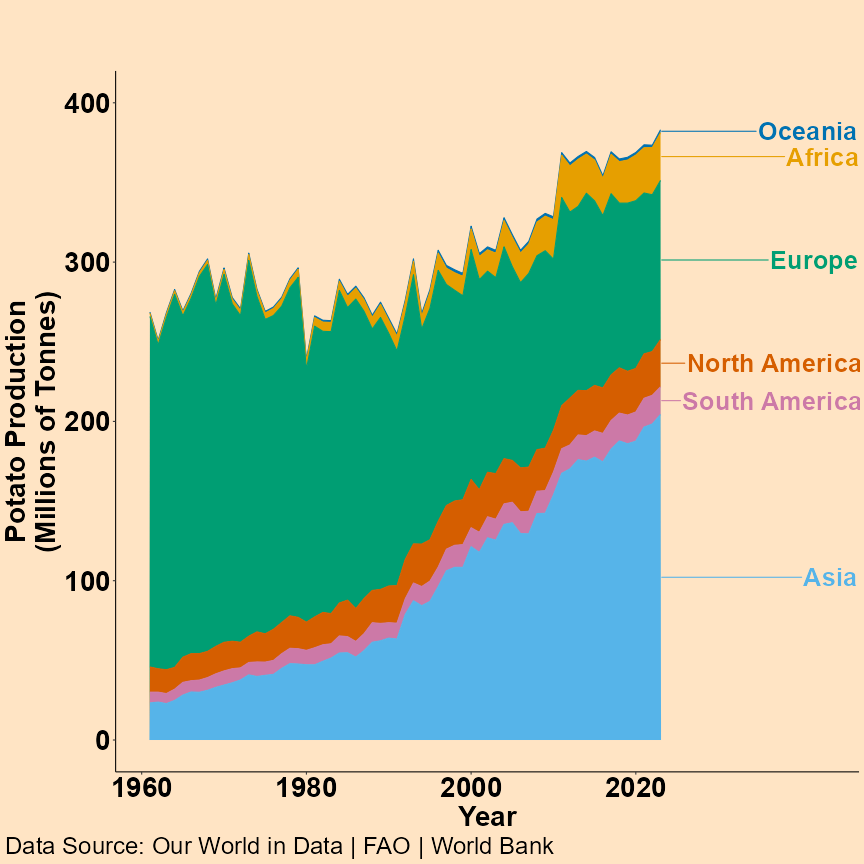 400
300
200
100
0
Potato Production
(Millions of Tonnes)
Oceania
Africa
Europe
North America
South America
Asia
1960 1980 2000 2020
Year
Data Source: Our World in Data | FAO | World Bank